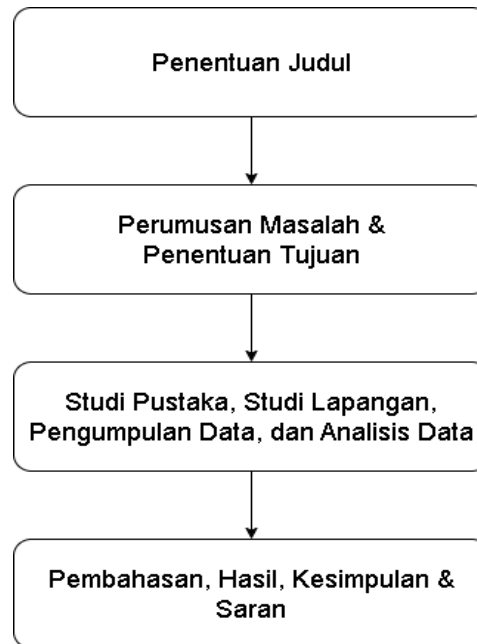 Penentuan Judul
Perumusan Masalah &
Penentuan Tujuan
Studi Pustaka, Studi Lapangan,
Pengumpulan Data, dan Analisis Data
Pembahasan, Hasil, Kesimpulan &
Saran